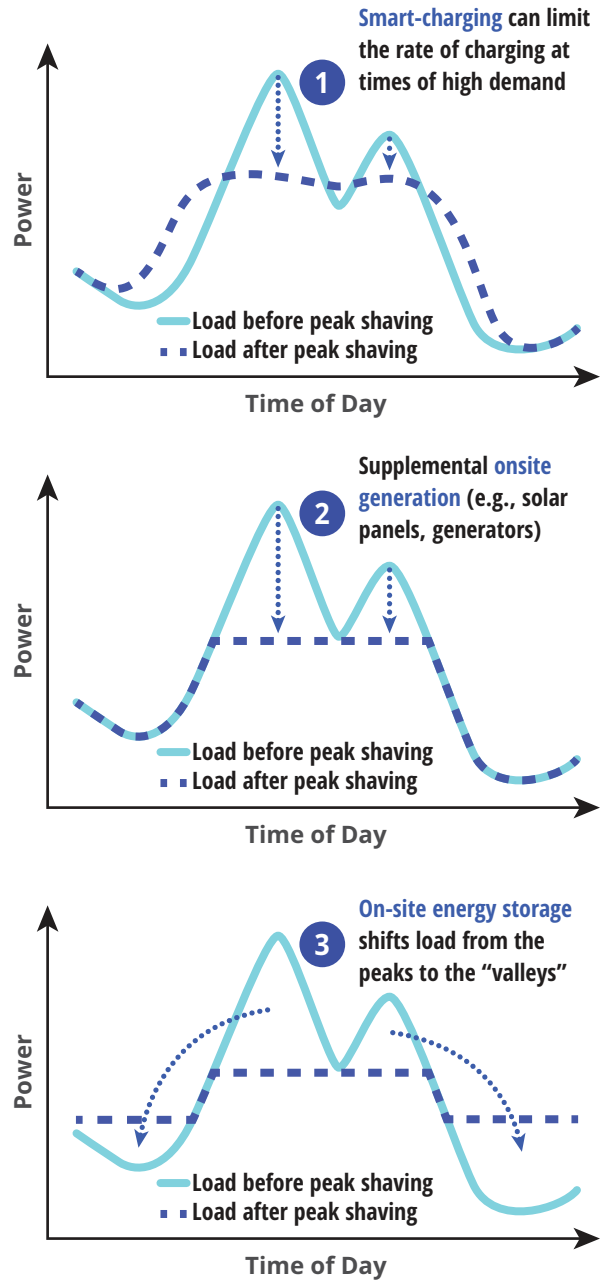 Smart-charging can limit
the rate of charging at
times of high demand
1
Power
Load before peak shaving
Load after peak shaving
Time of Day
Supplemental onsite
generation (e.g., solar
panels, generators)
2
Power
Load before peak shaving
Load after peak shaving
Time of Day
On-site energy storage
shifts load from the
peaks to the “valleys”
3
Power
Load before peak shaving
Load after peak shaving
Time of Day